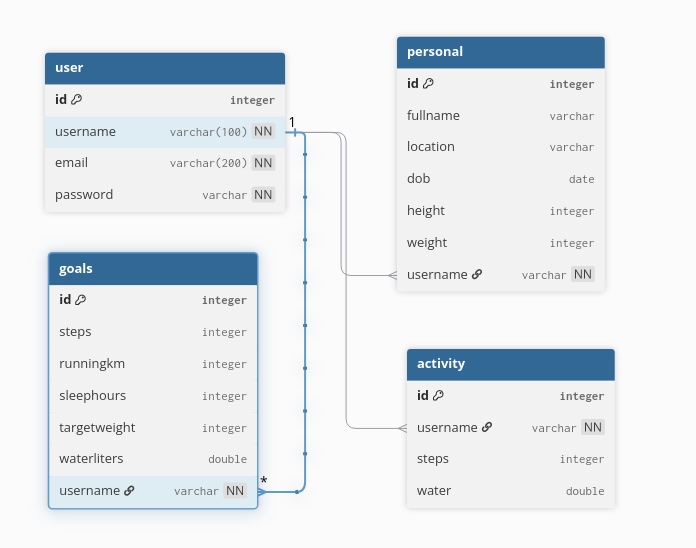 user
id integer
username varchar(100) NN
email varchar(200) NN
password varchar NN
1
personal
id integer
fullname varchar
location varchar
dob date
height integer
weight integer
username varchar NN
goals
id integer
steps integer
runningkm integer
sleephours integer
targetweight integer
waterliters double
username varchar NN
*
activity
id integer
username varchar NN
steps integer
water double